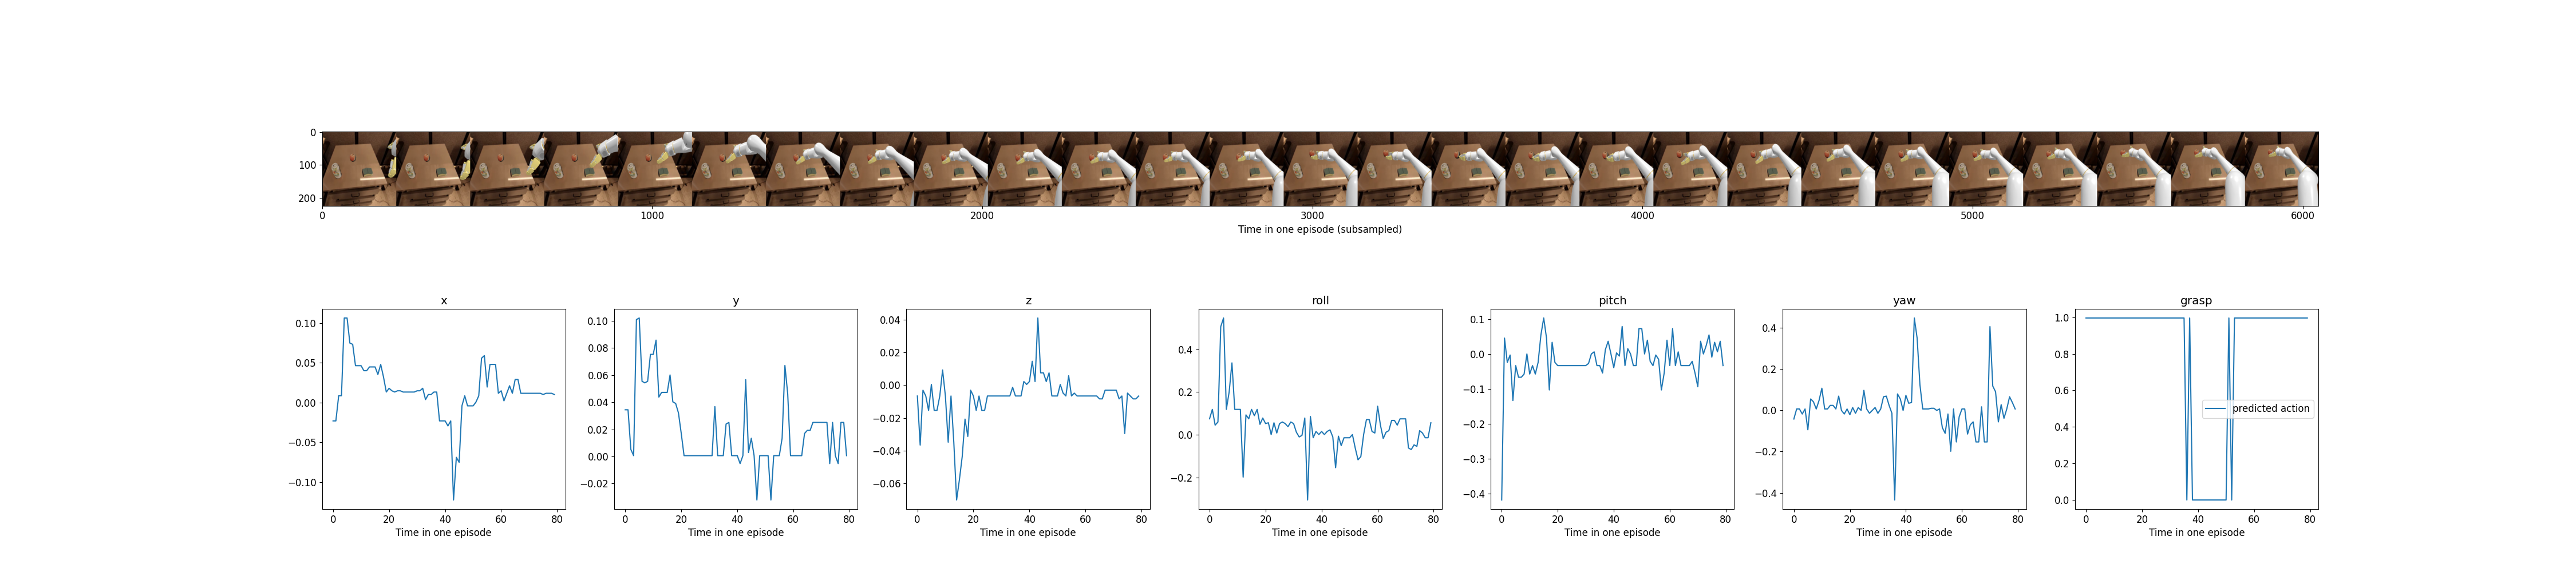 0
100
200
0 1000 2000 3000 4000 5000 6000
Time in one episode (subsampled)
x
0.10
0.05
0.00
−0.05
−0.10
0 20 40 60 80
Time in one episode
y
0.10
0.08
0.06
0.04
0.02
0.00
−0.02
0 20 40 60 80
Time in one episode
z
0.04
0.02
0.00
−0.02
−0.04
−0.06
0 20 40 60 80
Time in one episode
roll
0.4
0.2
0.0
−0.2
0 20 40 60 80
Time in one episode
pitch
0.1
0.0
−0.1
−0.2
−0.3
−0.4
0 20 40 60 80
Time in one episode
yaw
0.4
0.2
0.0
−0.2
−0.4
0 20 40 60 80
Time in one episode
grasp
1.0
0.8
0.6
0.4
0.2
0.0
predicted action
0 20 40 60 80
Time in one episode